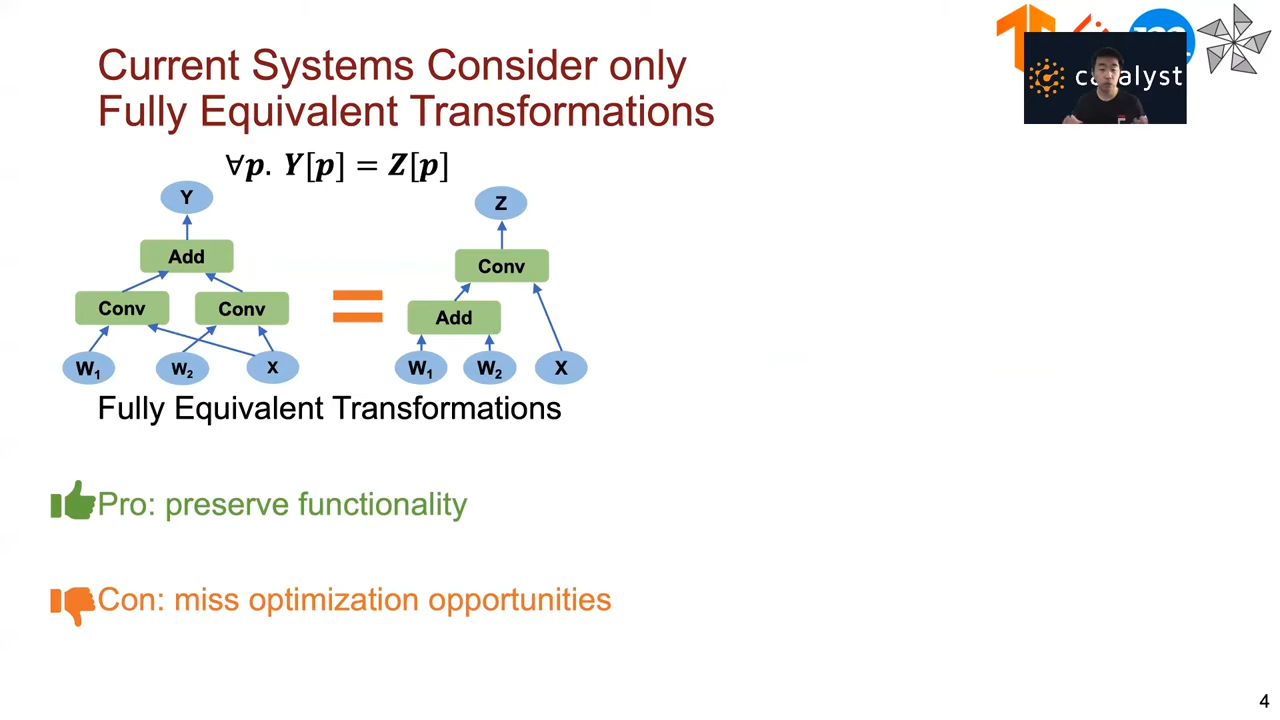 Current Systems Consider only
Fully Equivalent Transformations
∀p. Y[p] = Z[p]
Y
Add
Conv
Conv
W1
W2
X
Z
Conv
Add
W1
W2
X
Fully Equivalent Transformations
Pro: preserve functionality
Con: miss optimization opportunities
catalyst
4